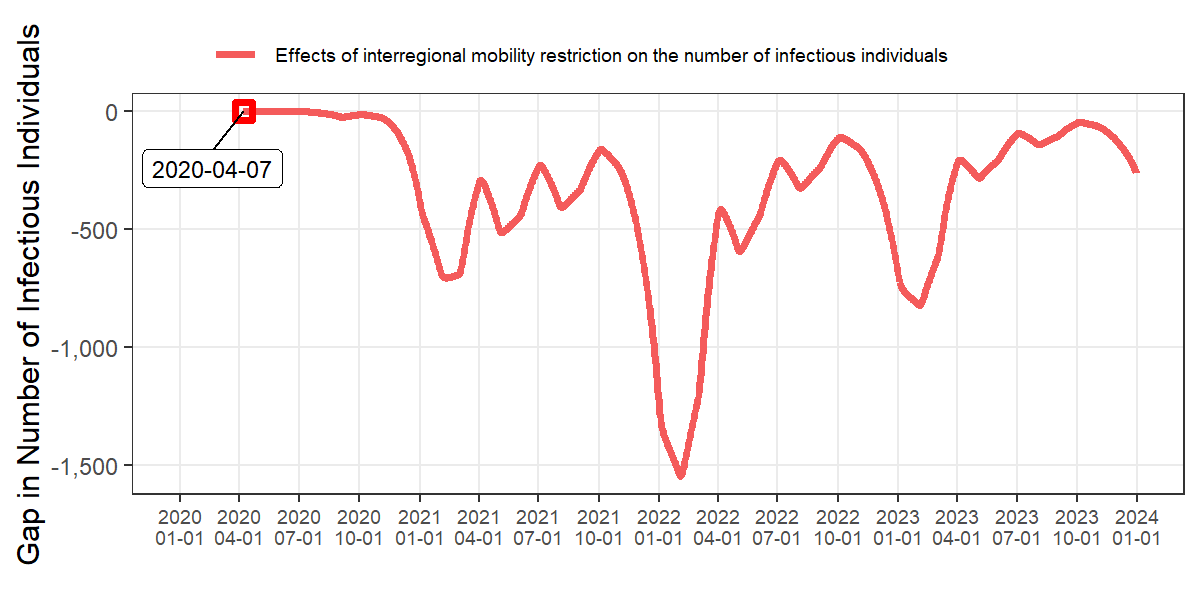 Effects of interregional mobility restriction on the number of infectious individuals
Gap in Number of Infectious Individuals
0
-500
-1,000
-1,500
2020-04-07
2020 2020 2020 2020 2021 2021 2021 2021 2022 2022 2022 2022 2023 2023 2023 2023 2024
01-01 04-01 07-01 10-01 01-01 04-01 07-01 10-01 01-01 04-01 07-01 10-01 01-01 04-01 07-01 10-01 01-01